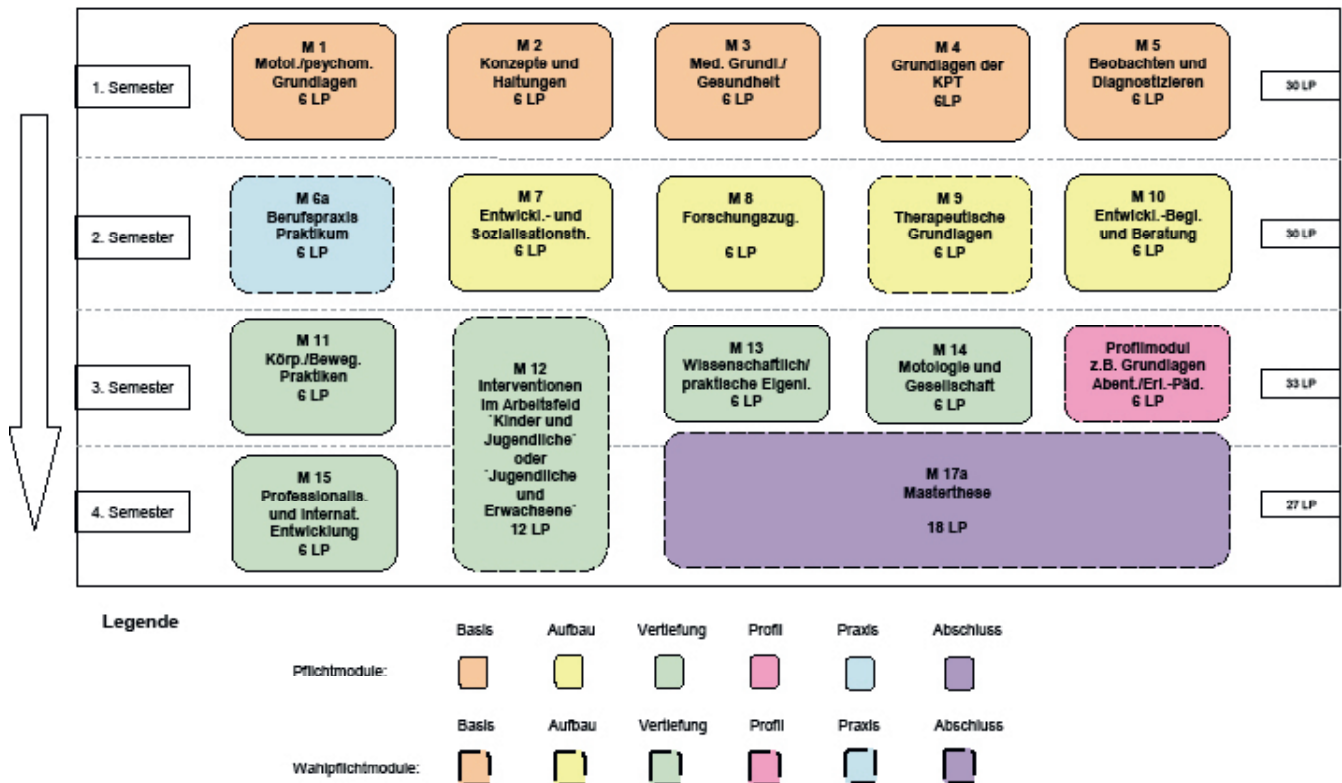 1. Semester
M 1
Motol./psychom.
Grundlagen
6 LP
M 2
Konzepte und
Haltungen
6 LP
M 3
Med. Grundl./
Gesundheit
6 LP
M 4
Grundlagen der
KPT
6LP
M 5
Beobachten und
Diagnostizieren
6 LP
30 LP
2. Semester
M 6a
Berufspraxis
Praktikum
6 LP
M 7
Entwickl.- und
Sozialisationsth.
6 LP
M 8
Forschungszug.
6 LP
M 9
Therapeutische
Grundlagen
6 LP
M 10
Entwickl.-Begl.
und Beratung
6 LP
30 LP
3. Semester
M 11
Körp./Beweg.
Praktiken
6 LP
M 12
Interventionen
im Arbeitsfeld
"Kinder und
Jugendliche"
oder
"Jugendliche
und
Erwachsene"
12 LP
M 13
Wissenschaftlich/
praktische Eigenl.
6 LP
M 14
Motologie und
Gesellschaft
6 LP
Profilmodul
z.B. Grundlagen
Abent./Erl.-Päd.
6 LP
33 LP
4. Semester
M 15
Professionalis.
und Internat.
Entwicklung
6 LP
M 17a
Masterthese
18 LP
27 LP
Legende
Basis Aufbau Vertiefung Profil Praxis Abschluss
Pflichtmodule:
Basis Aufbau Vertiefung Profil Praxis Abschluss
Wahlpflichtmodule: